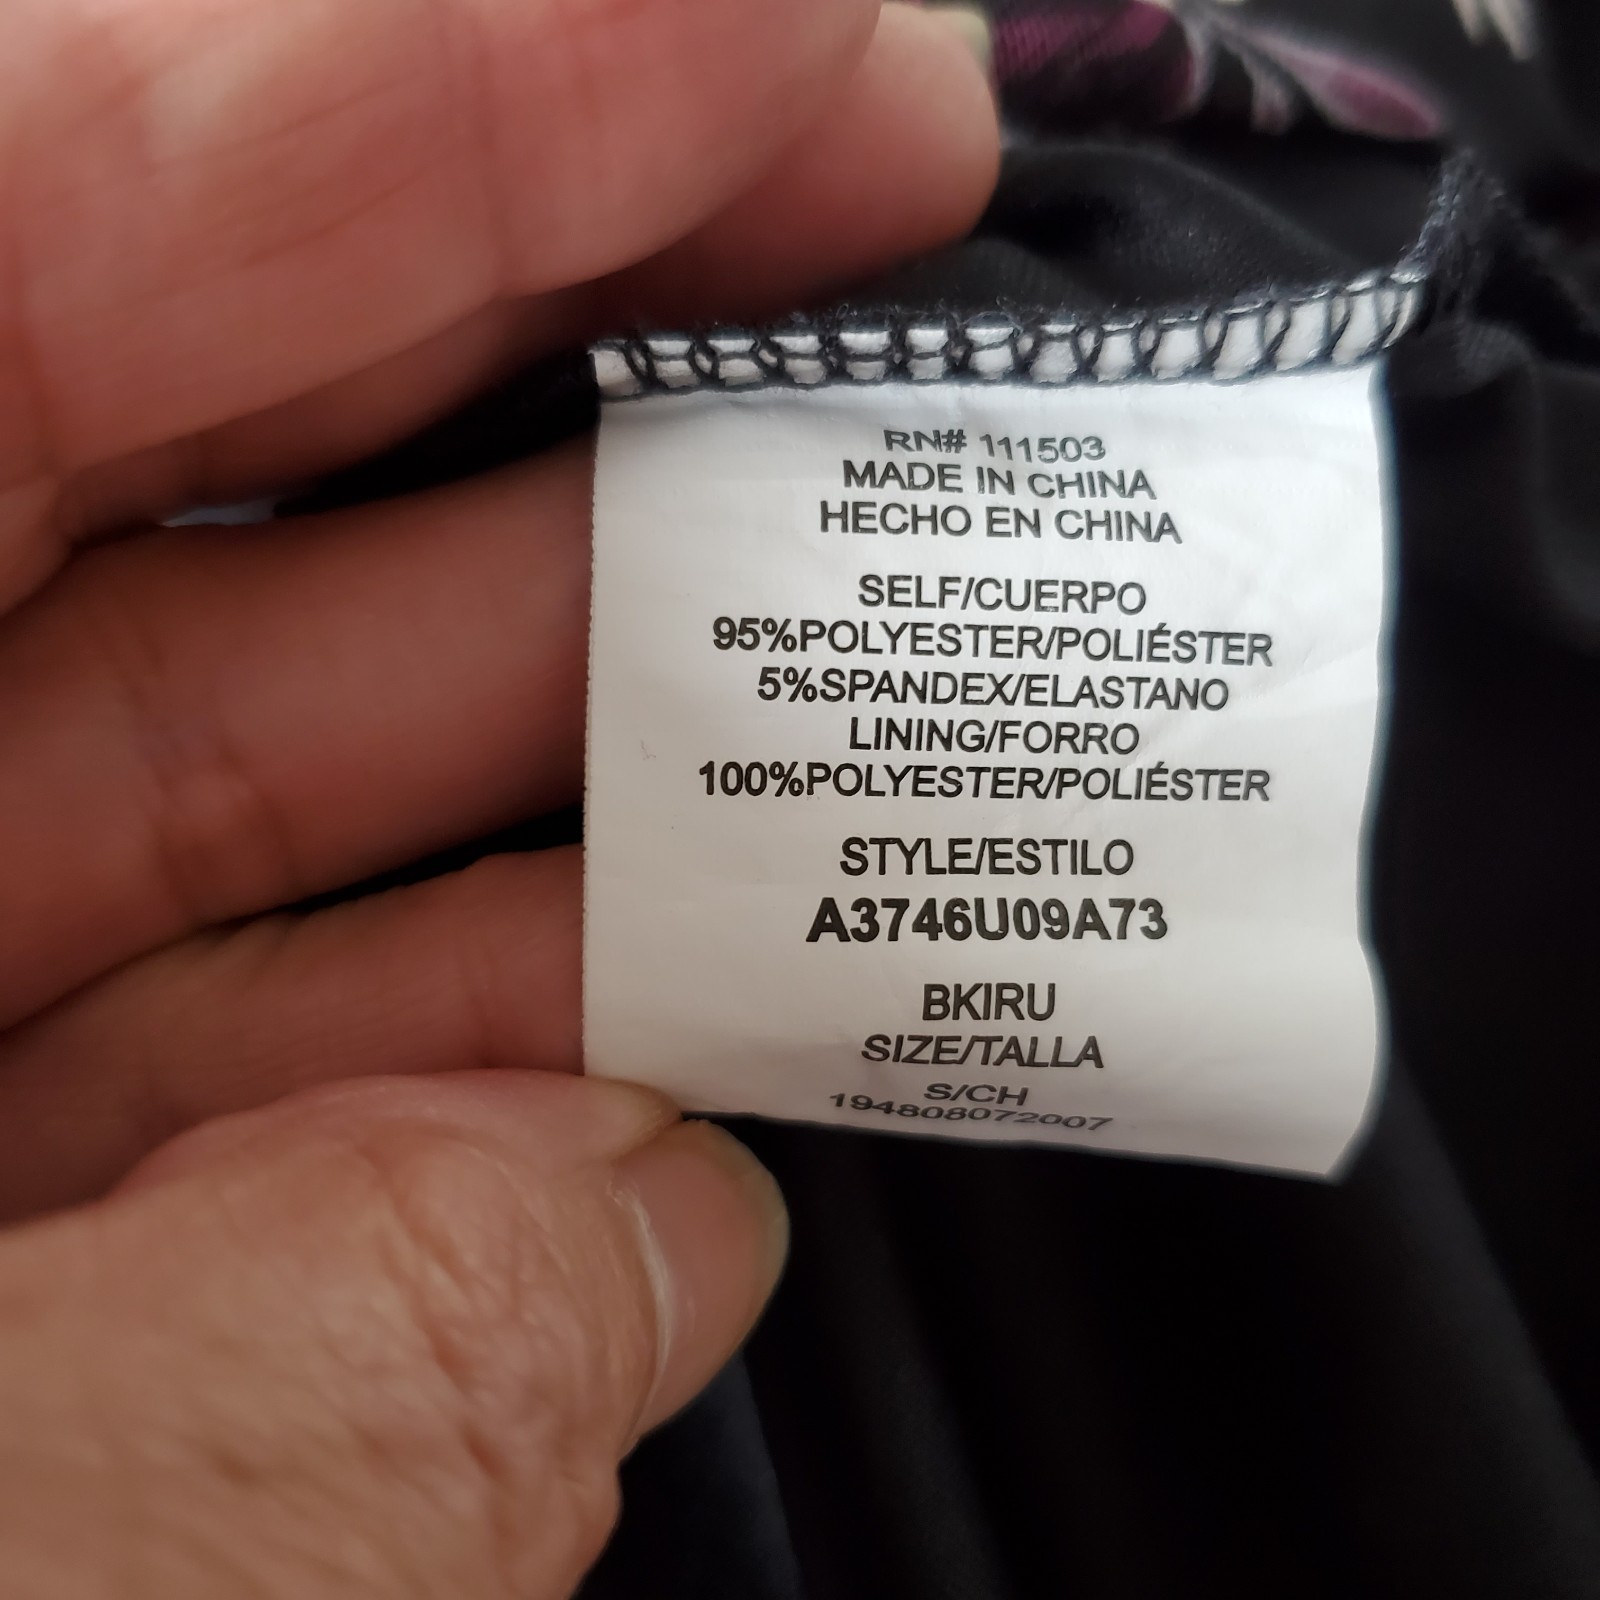 RN# 111503
MADE IN CHINA
HECHO EN CHINA
SELF/CUERPO
95%POLYESTER/POLIÉSTER
5%SPANDEX/ELASTANO
LINING/FORRO
100%POLYESTER/POLIÉSTER
STYLE/ESTILO
A3746U09A73
BKIRU
SIZE/TALLA
S/CH
194808072007